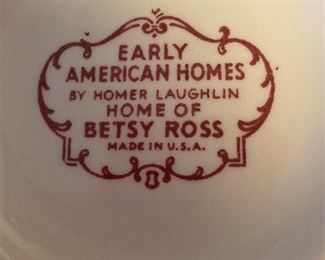 EARLY
AMERICAN HOMES
BY HOMER LAUGHLIN
HOME OF
BETSY ROSS
MADE IN U.S.A.